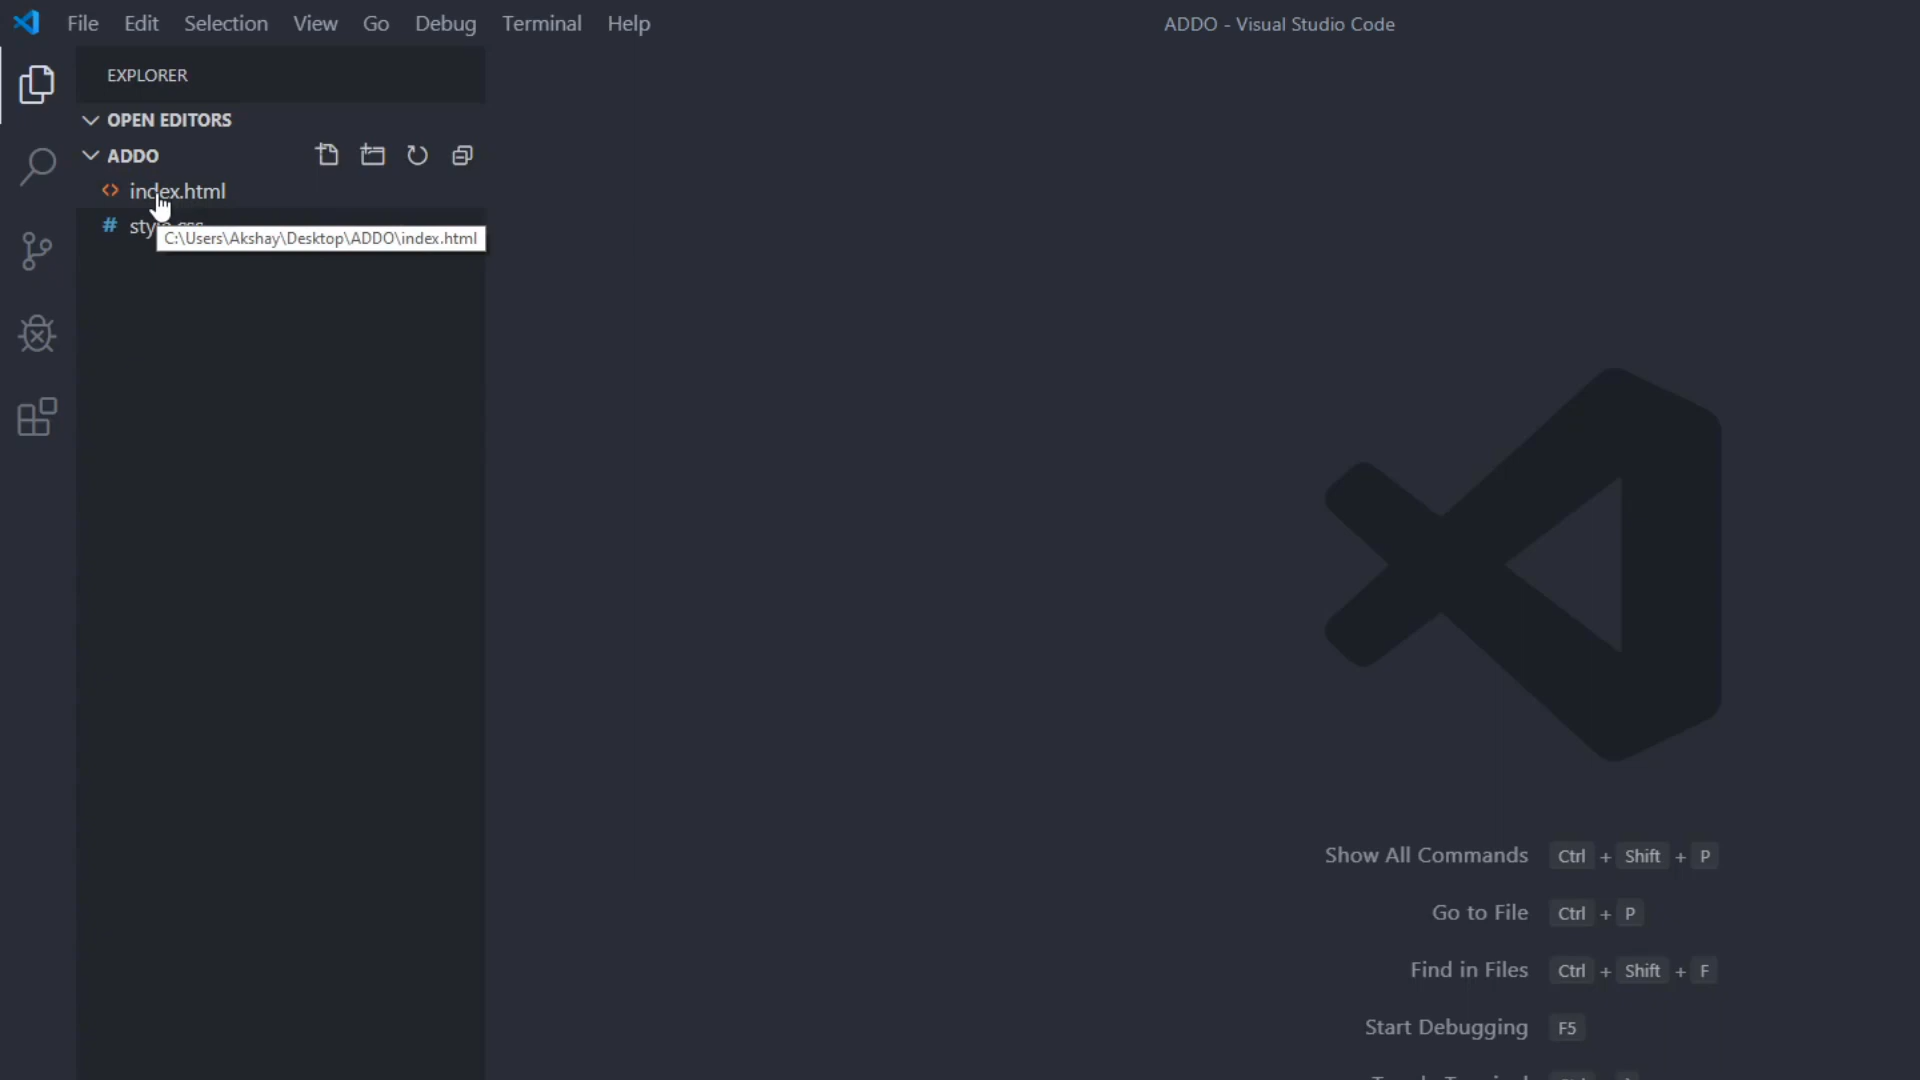 File Edit Selection View Go Debug Terminal Help
ADDO - Visual Studio Code
EXPLORER
OPEN EDITORS
ADDO
index.html
C:\Users\Akshay\Desktop\ADDO\index.html
Show All Commands Ctrl + Shift + P
Go to File Ctrl + P
Find in Files Ctrl + Shift + F
Start Debugging F5